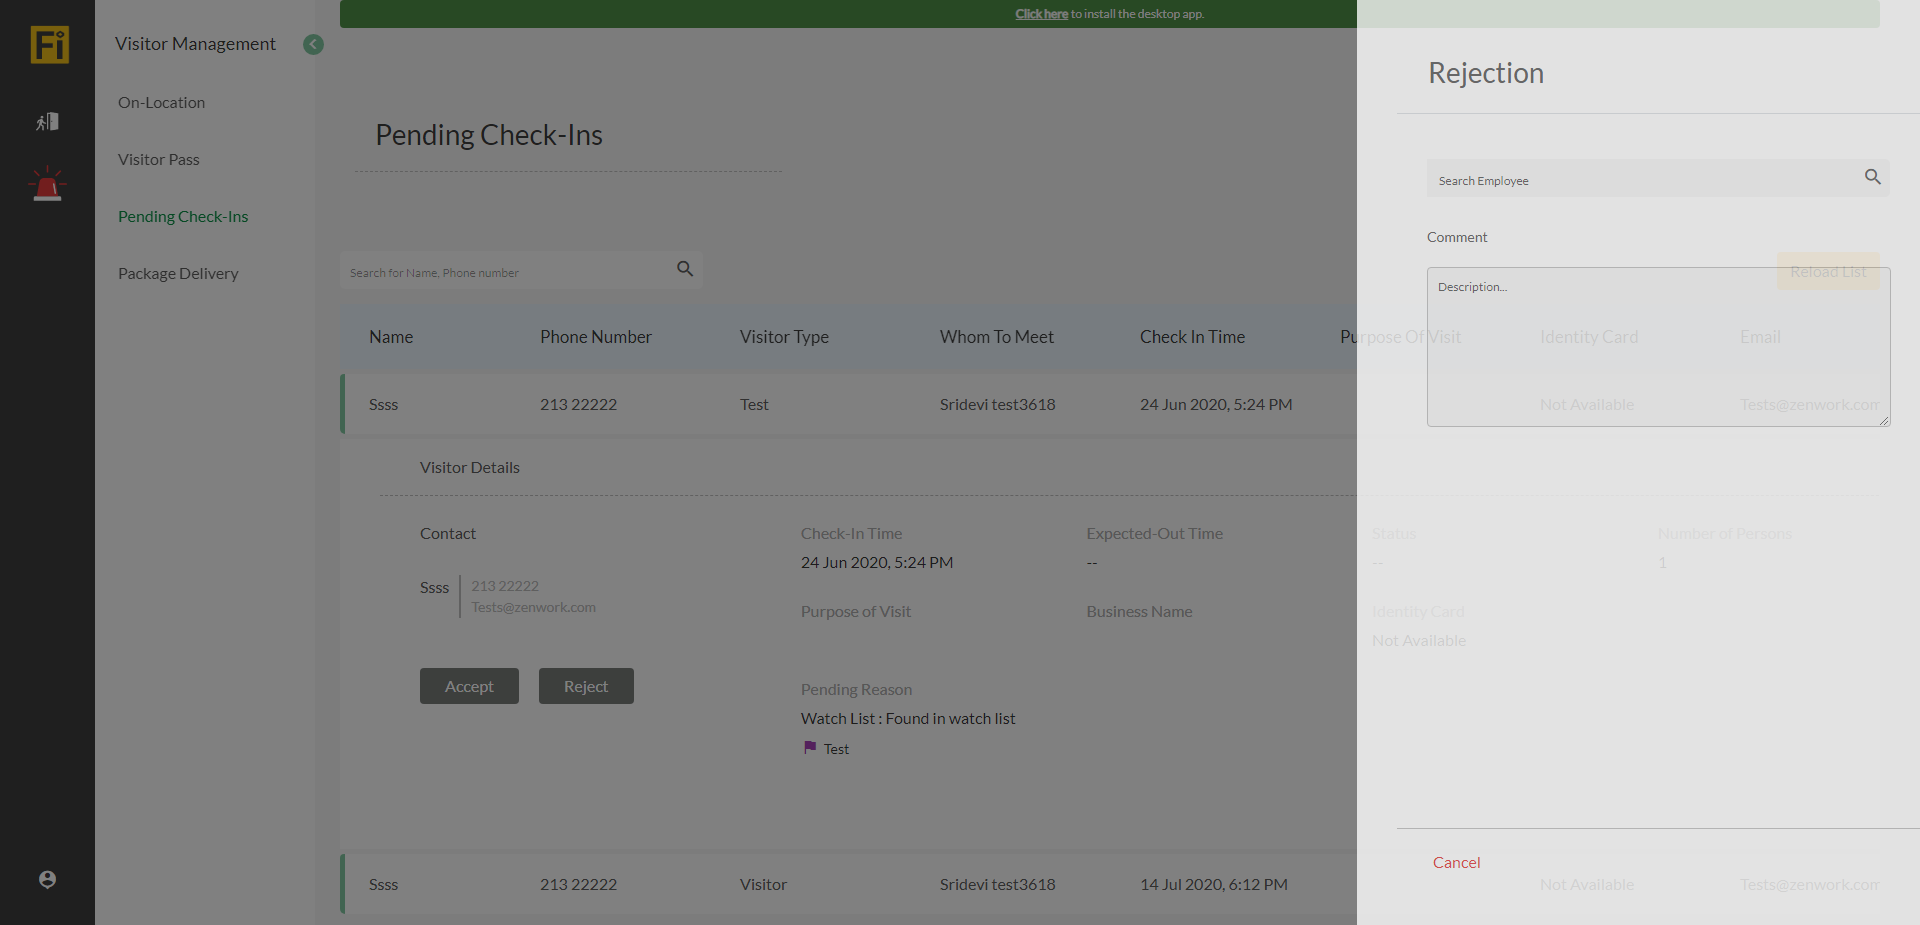 Click here to install the desktop app.
Fi
Visitor Management
On-Location
Visitor Pass
Pending Check-Ins
Package Delivery
Pending Check-Ins
Search for Name, Phone number
Reload List
Name Phone Number Visitor Type Whom To Meet Check In Time Purpose Of Visit Identity Card Email
Ssss 213 22222 Test Sridevi test3618 24 Jun 2020, 5:24 PM Not Available Tests@zenwork.com
Visitor Details
Contact
Ssss
213 22222
Tests@zenwork.com
Accept Reject
Check-In Time Expected-Out Time Status Number of Persons
24 Jun 2020, 5:24 PM -- -- 1
Purpose of Visit Business Name Identity Card
Not Available
Pending Reason
Watch List : Found in watch list
Test
Ssss 213 22222 Visitor Sridevi test3618 14 Jul 2020, 6:12 PM Not Available Tests@zenwork.com
Rejection
Search Employee
Comment
Description...
Cancel